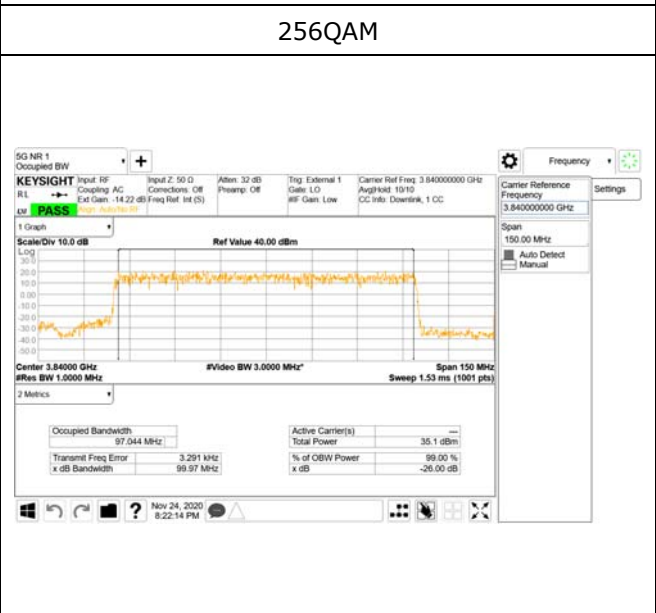 256QAM
5G NR 1
Occupied BW
+
Frequency
KEYSIGHT
Input: RF
Input Z: 50 Ω
Atten: 32 dB
Trig: External 1
Carrier Ref Freq: 3.840000000 GHz
RL
Coupling: AC
Corrections: Off
Preamp: Off
Gate: LO
Avg|Hold: 10/10
Ext Gain: -14.22 dB
Freq Ref: Int (S)
#IF Gain: Low
CC Info: Downlink, 1 CC
PASS
Align: Auto/No RF
Carrier Reference
Frequency
3.840000000 GHz
Settings
Span
150.00 MHz
Auto Detect
Manual
1 Graph
Scale/Div 10.0 dB
Ref Value 40.00 dBm
Log
30.0
20.0
10.0
0.00
-10.0
-20.0
-30.0
-40.0
-50.0
Center 3.84000 GHz
#Video BW 3.0000 MHz*
Span 150 MHz
#Res BW 1.0000 MHz
Sweep 1.53 ms (1001 pts)
2 Metrics
Occupied Bandwidth
97.044 MHz
Active Carrier(s)
---
Total Power
35.1 dBm
Transmit Freq Error
3.291 kHz
% of OBW Power
99.00 %
x dB Bandwidth
99.97 MHz
x dB
-26.00 dB
?
Nov 24, 2020
8:22:14 PM